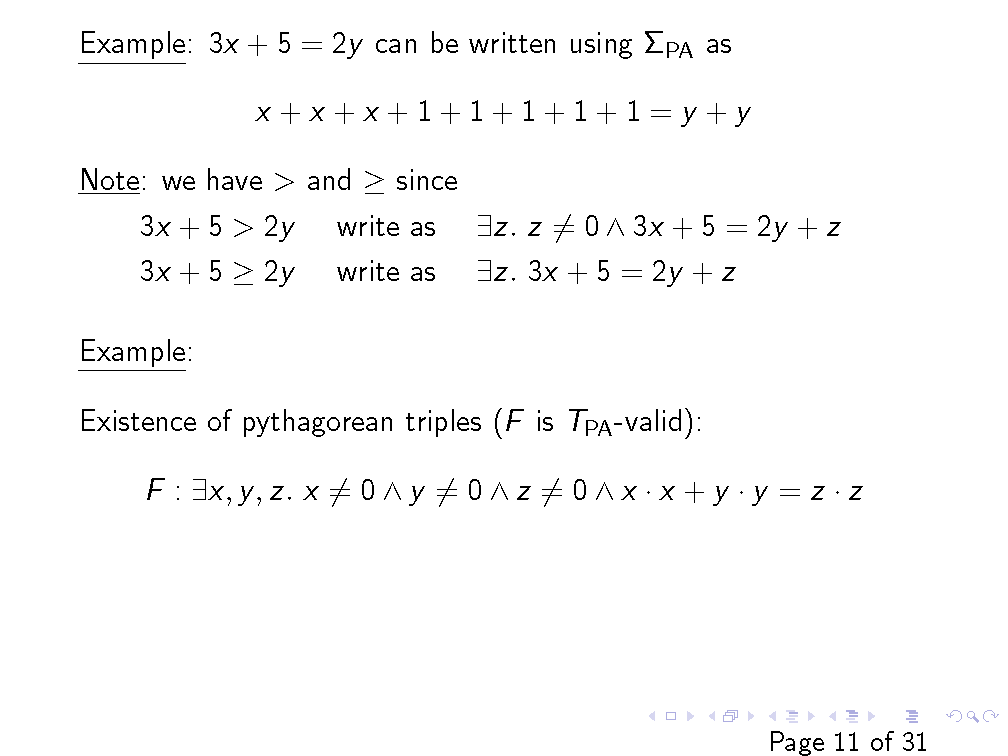 Example: 3x + 5 = 2y can be written using Σ_PA as
x + x + x + 1 + 1 + 1 + 1 + 1 = y + y
Note: we have > and ≥ since
3x + 5 > 2y write as ∃z. z ≠ 0 ∧ 3x + 5 = 2y + z
3x + 5 ≥ 2y write as ∃z. 3x + 5 = 2y + z
Example:
Existence of pythagorean triples (F is T_PA-valid):
F : ∃x, y, z. x ≠ 0 ∧ y ≠ 0 ∧ z ≠ 0 ∧ x · x + y · y = z · z
Page 11 of 31